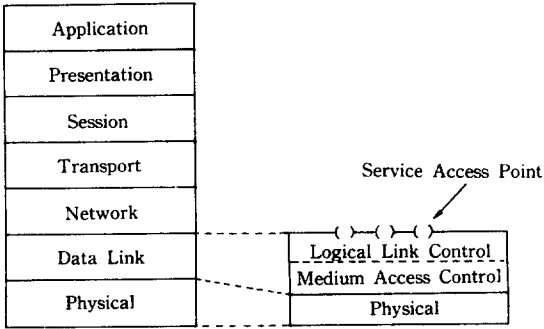 Application
Presentation
Session
Transport
Network
Data Link
Physical
Service Access Point
Logical Link Control
Medium Access Control
Physical